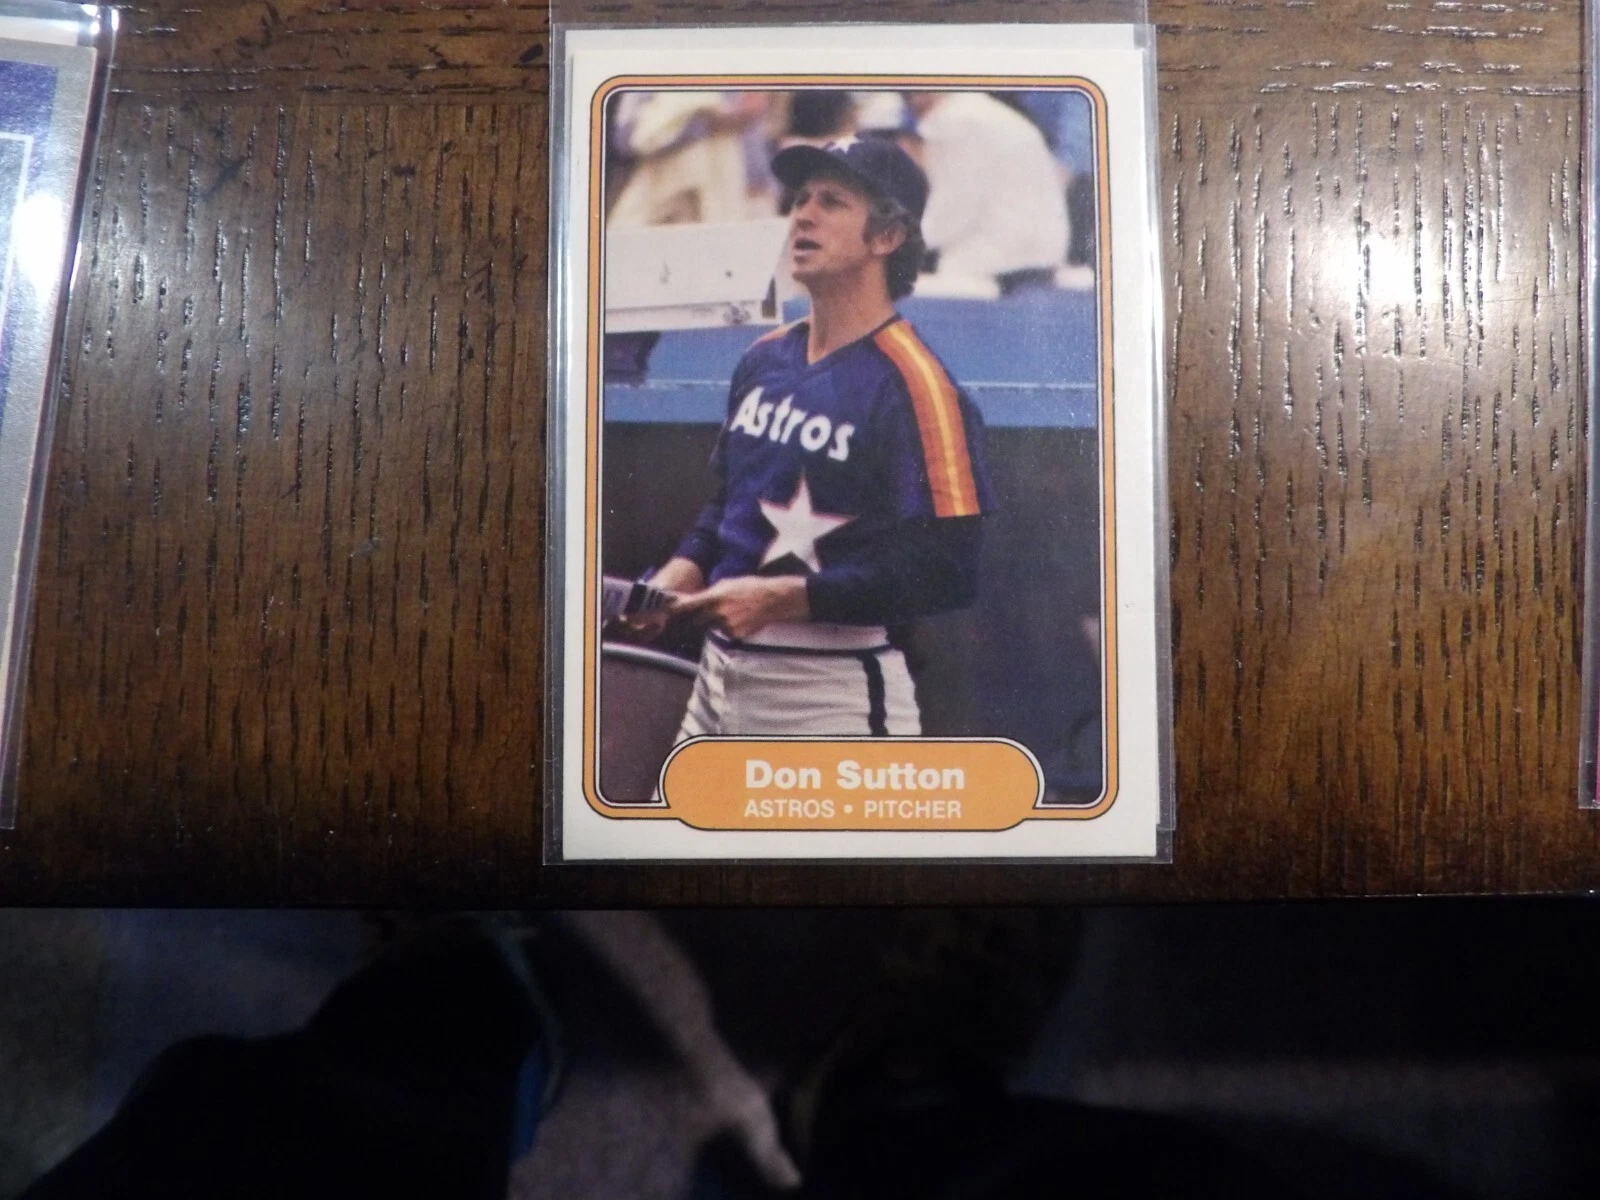 Astros
Don Sutton
ASTROS • PITCHER